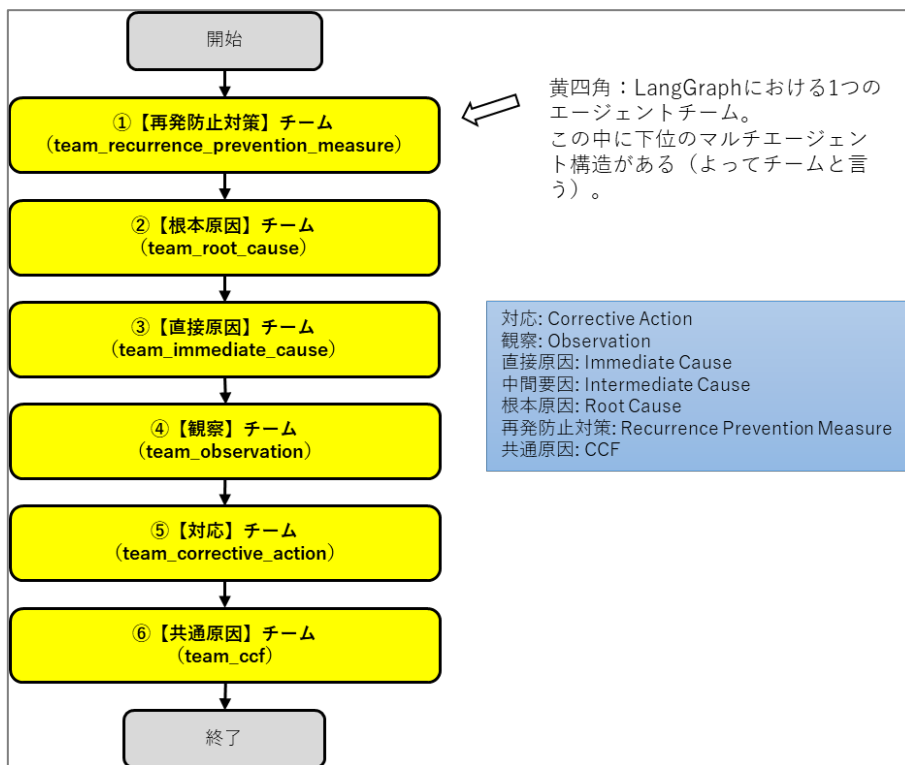 開始
①【再発防止対策】チーム
（team_recurrence_prevention_measure）
黄四角：LangGraphにおける1つの
エージェントチーム。
この中に下位のマルチエージェン
ト構造がある（よってチームと言
う）。
②【根本原因】チーム
（team_root_cause）
③【直接原因】チーム
（team_immediate_cause）
対応: Corrective Action
観察: Observation
直接原因: Immediate Cause
中間要因: Intermediate Cause
根本原因: Root Cause
再発防止対策: Recurrence Prevention Measure
共通原因: CCF
④【観察】チーム
（team_observation）
⑤【対応】チーム
（team_corrective_action）
⑥【共通原因】チーム
（team_ccf）
終了